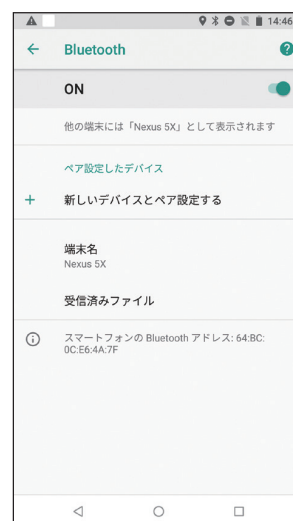 14:46
Bluetooth
ON
他の端末には「Nexus 5X」として表示されます
ペア設定したデバイス
新しいデバイスとペア設定する
端末名
Nexus 5X
受信済みファイル
スマートフォンの Bluetooth アドレス: 64:BC:
0C:E6:4A:7F